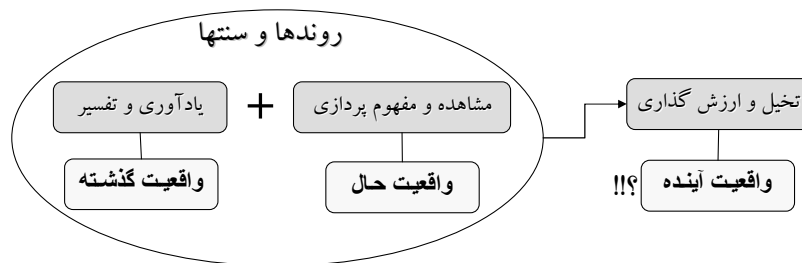 روندها و سنتها
تخیل و ارزش گذاری
مشاهده و مفهوم پردازی
+
یادآوری و تفسیر
واقعیت آینده
؟!!
واقعیت حال
واقعیت گذشته